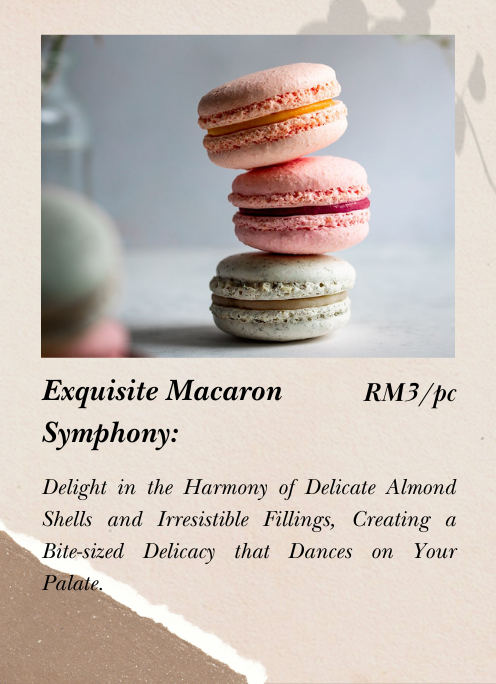 Exquisite Macaron RM3/pc
Symphony:
Delight in the Harmony of Delicate Almond
Shells and Irresistible Fillings, Creating a
Bite-sized Delicacy that Dances on Your
Palate.